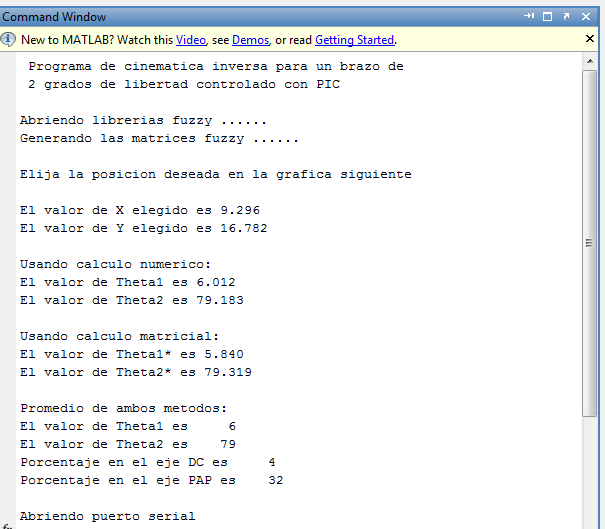 Command Window
New to MATLAB? Watch this Video, see Demos, or read Getting Started.
Programa de cinematica inversa para un brazo de
2 grados de libertad controlado con PIC
Abriendo librerias fuzzy ......
Generando las matrices fuzzy ......
Elija la posicion deseada en la grafica siguiente
El valor de X elegido es 9.296
El valor de Y elegido es 16.782
Usando calculo numerico:
El valor de Theta1 es 6.012
El valor de Theta2 es 79.183
Usando calculo matricial:
El valor de Theta1* es 5.840
El valor de Theta2* es 79.319
Promedio de ambos metodos:
El valor de Theta1 es 6
El valor de Theta2 es 79
Porcentaje en el eje DC es 4
Porcentaje en el eje PAP es 32
Abriendo puerto serial